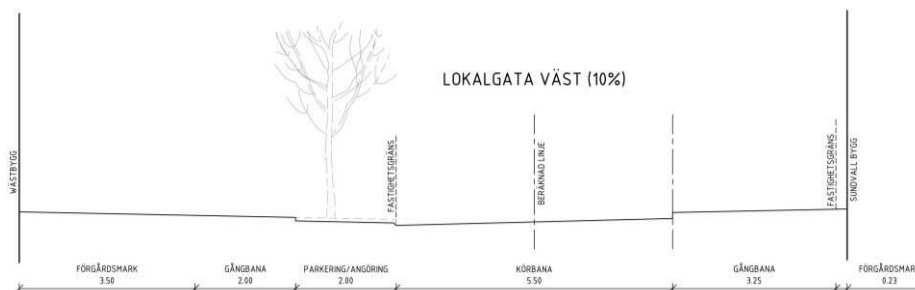 LOKALGATA VÄST (10%)
WÄSTBYGG
FASTIGHETSGRÄNS
BERÄKNAD LINJE
FASTIGHETSGRÄNS
SUNDVALL BYGG
FÖRGÅRDSMARK
3.50
GÅNGBANA
2.00
PARKERING/ANGÖRING
2.00
KÖRBANA
5.50
GÅNGBANA
3.25
FÖRGÅRDSMAR
0.23